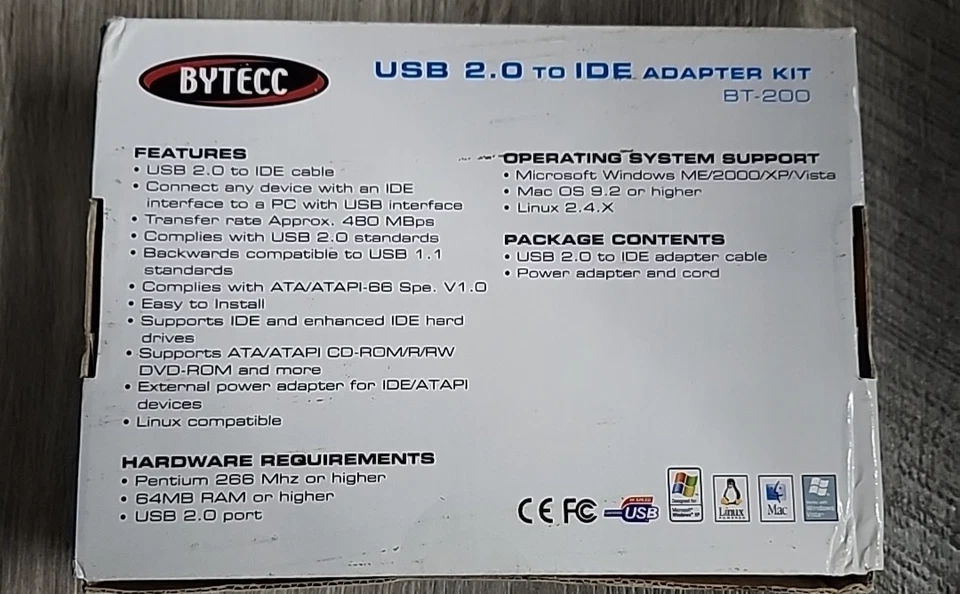 BYTECC
USB 2.0 TO IDE ADAPTER KIT
BT-200
FEATURES
• USB 2.0 to IDE cable
• Connect any device with an IDE
interface to a PC with USB interface
• Transfer rate Approx. 480 MBps
• Complies with USB 2.0 standards
• Backwards compatible to USB 1.1
standards
• Complies with ATA/ATAPI-66 Spe. V1.0
• Easy to Install
• Supports IDE and enhanced IDE hard
drives
• Supports ATA/ATAPI CD-ROM/R/RW
DVD-ROM and more
• External power adapter for IDE/ATAPI
devices
• Linux compatible
HARDWARE REQUIREMENTS
• Pentium 266 Mhz or higher
• 64MB RAM or higher
• USB 2.0 port
OPERATING SYSTEM SUPPORT
• Microsoft Windows ME/2000/XP/Vista
• Mac OS 9.2 or higher
• Linux 2.4.X
PACKAGE CONTENTS
• USB 2.0 to IDE adapter cable
• Power adapter and cord
CE FC USB
Designed for
Microsoft
Windows XP
Linux
Mac